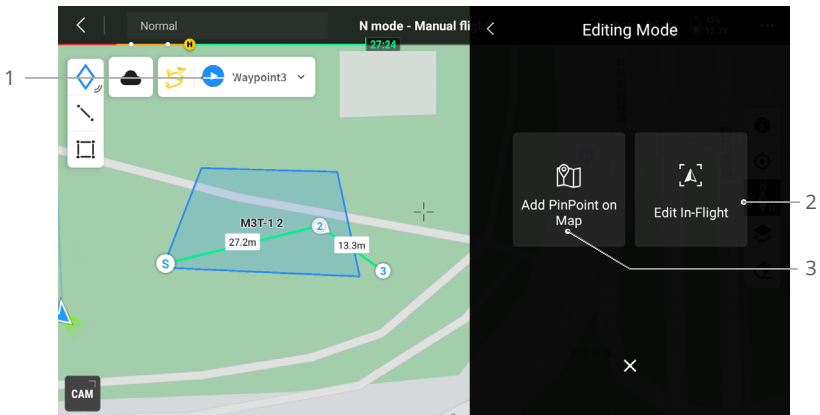 Normal
N mode - Manual fli
Editing Mode
H
27:24
1
Waypoint3
Add PinPoint on
Map
Edit In-Flight
2
M3T-1 2
27.2m
2
13.3m
S
3
3
CAM